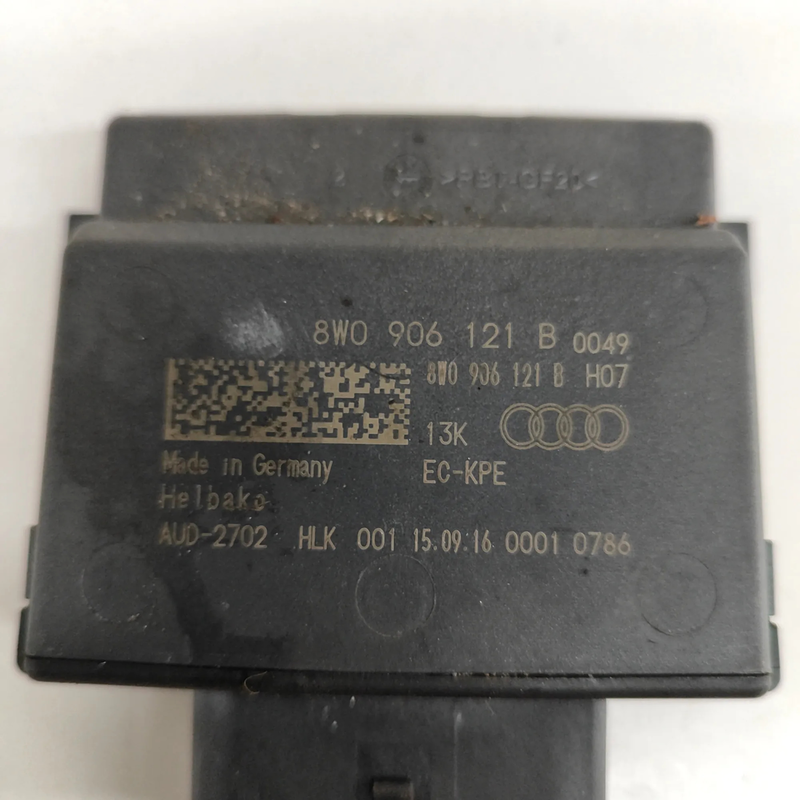 2 >PBT-GF20<
8W0 906 121 B 0049
8W0 906 121 B H07
13K
Made in Germany EC-KPE
Helbako
AUD-2702 HLK 001 15.09.16 0001 0786